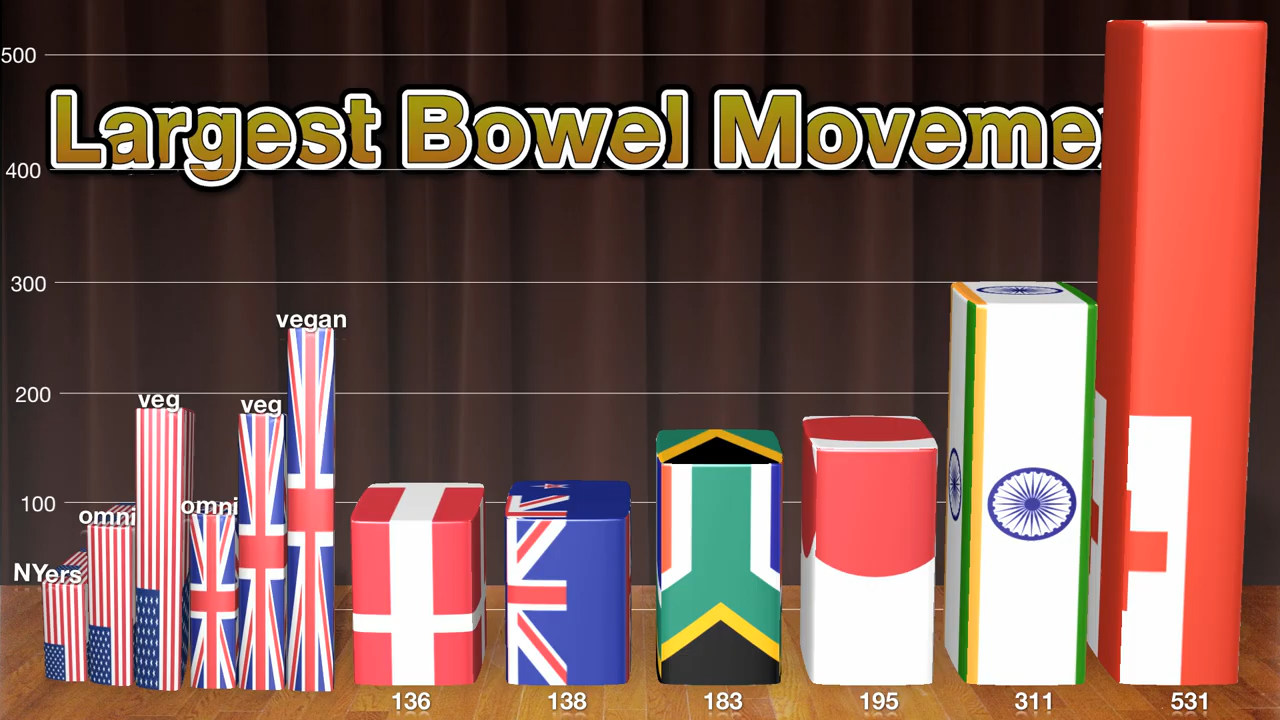 500
Largest Bowel Moveme
400
300
vegan
200
veg
veg
100
omni
omni
NYers
136
138
183
195
311
531